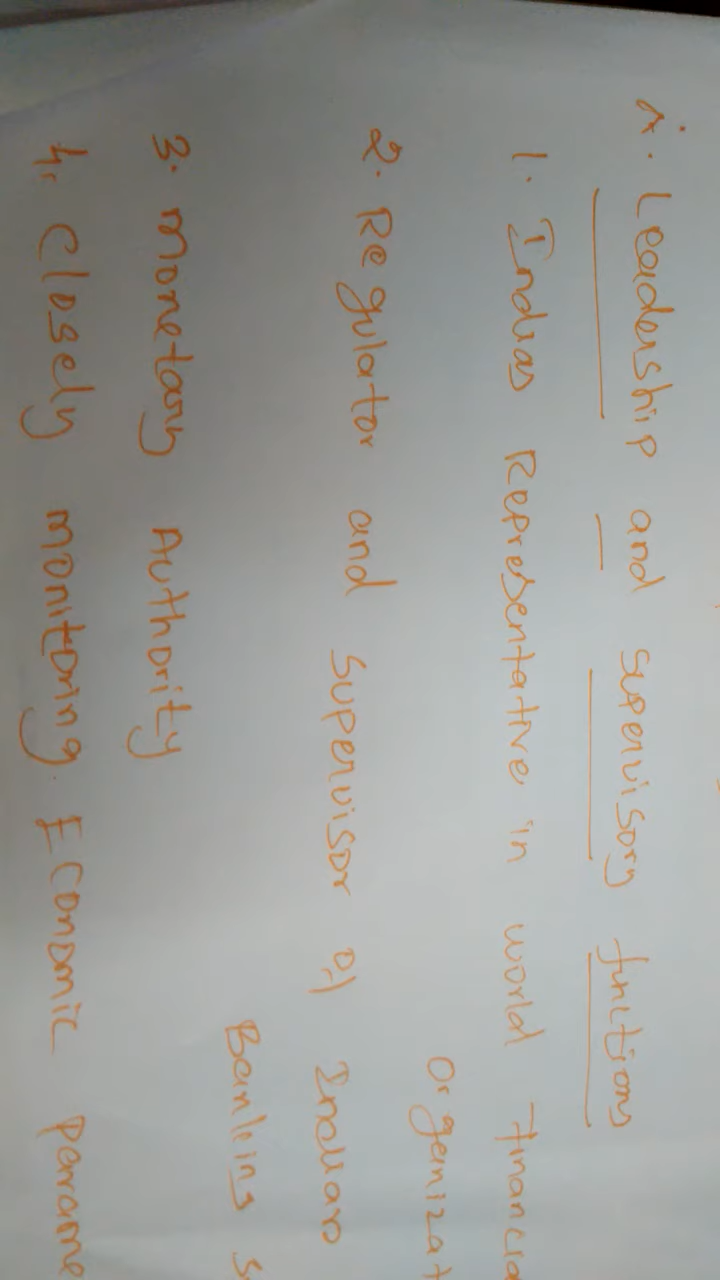 i. Leadership and supervisory functions
1. Indias Representative in world Financia
Organizat
2. Regulator and Supervisor of Indian
Banking S
3. Monetary Authority
4. Closely monitoring Economic Parame